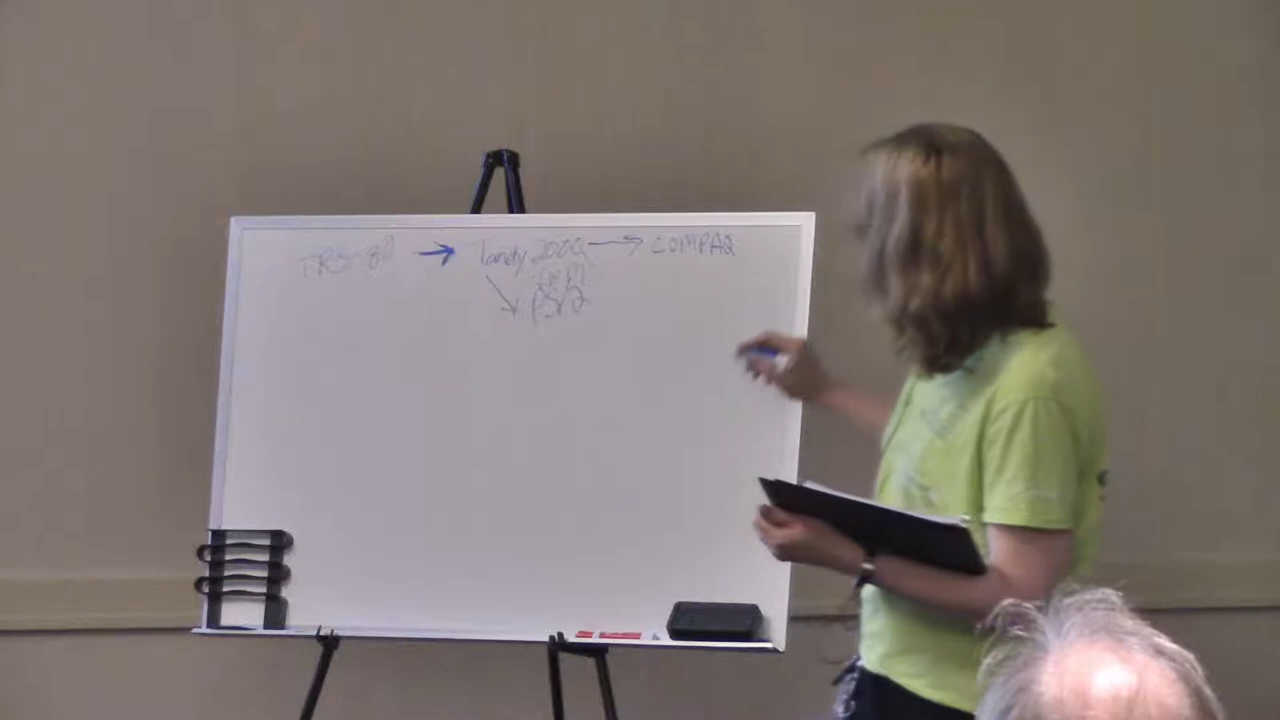 TRS-80 → Tandy 2000 → COMPAQ
IBM
PS/2